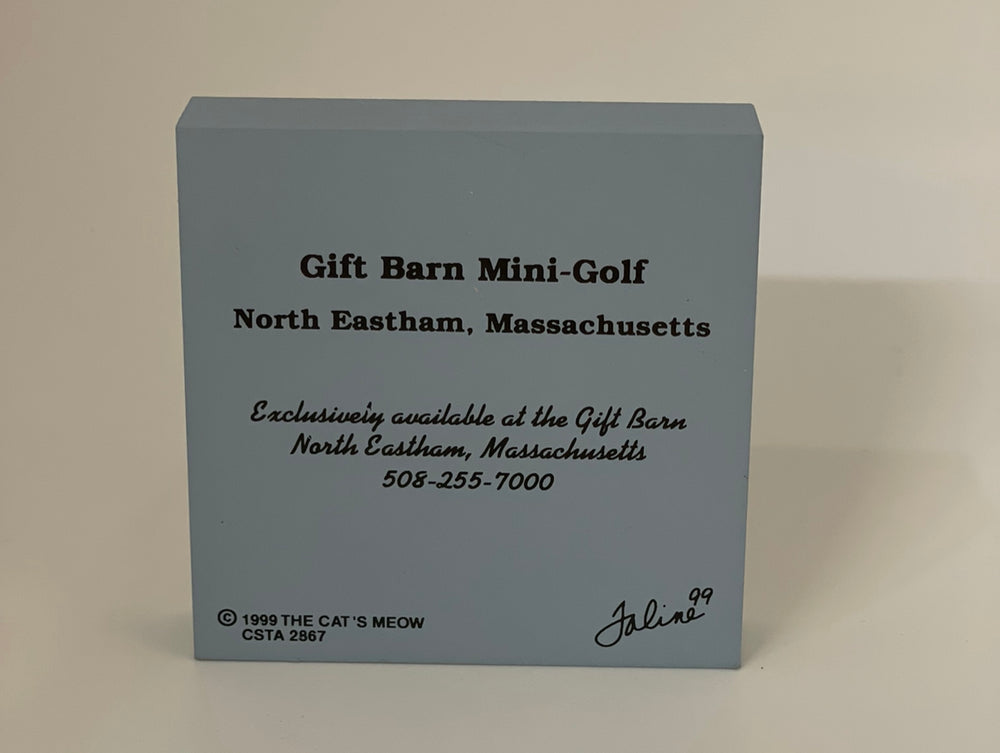 Gift Barn Mini-Golf
North Eastham, Massachusetts
Exclusively available at the Gift Barn
North Eastham, Massachusetts
508-255-7000
© 1999 THE CAT'S MEOW
CSTA 2867
Faline 99